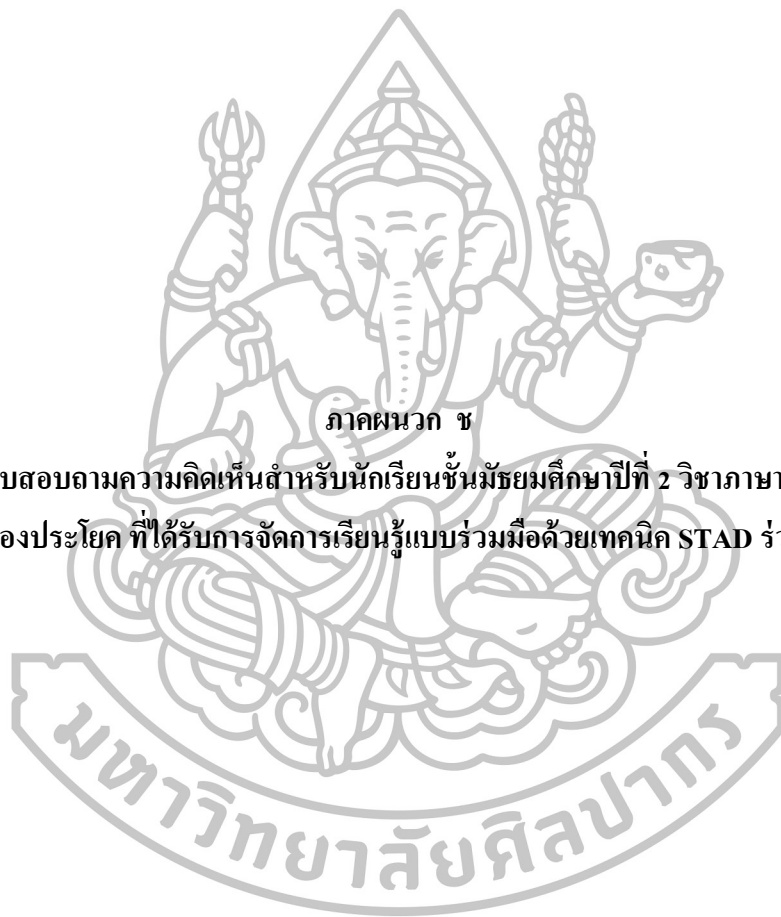 ภาคผนวก ช
บสอบถามความคิดเห็นสำหรับนักเรียนชั้นมัธยมศึกษาปีที่ 2 วิชาภาษา
องประโยค ที่ได้รับการจัดการเรียนรู้แบบร่วมมือด้วยเทคนิค STAD ร่ว
มหาวิทยาลัยศิลปากร